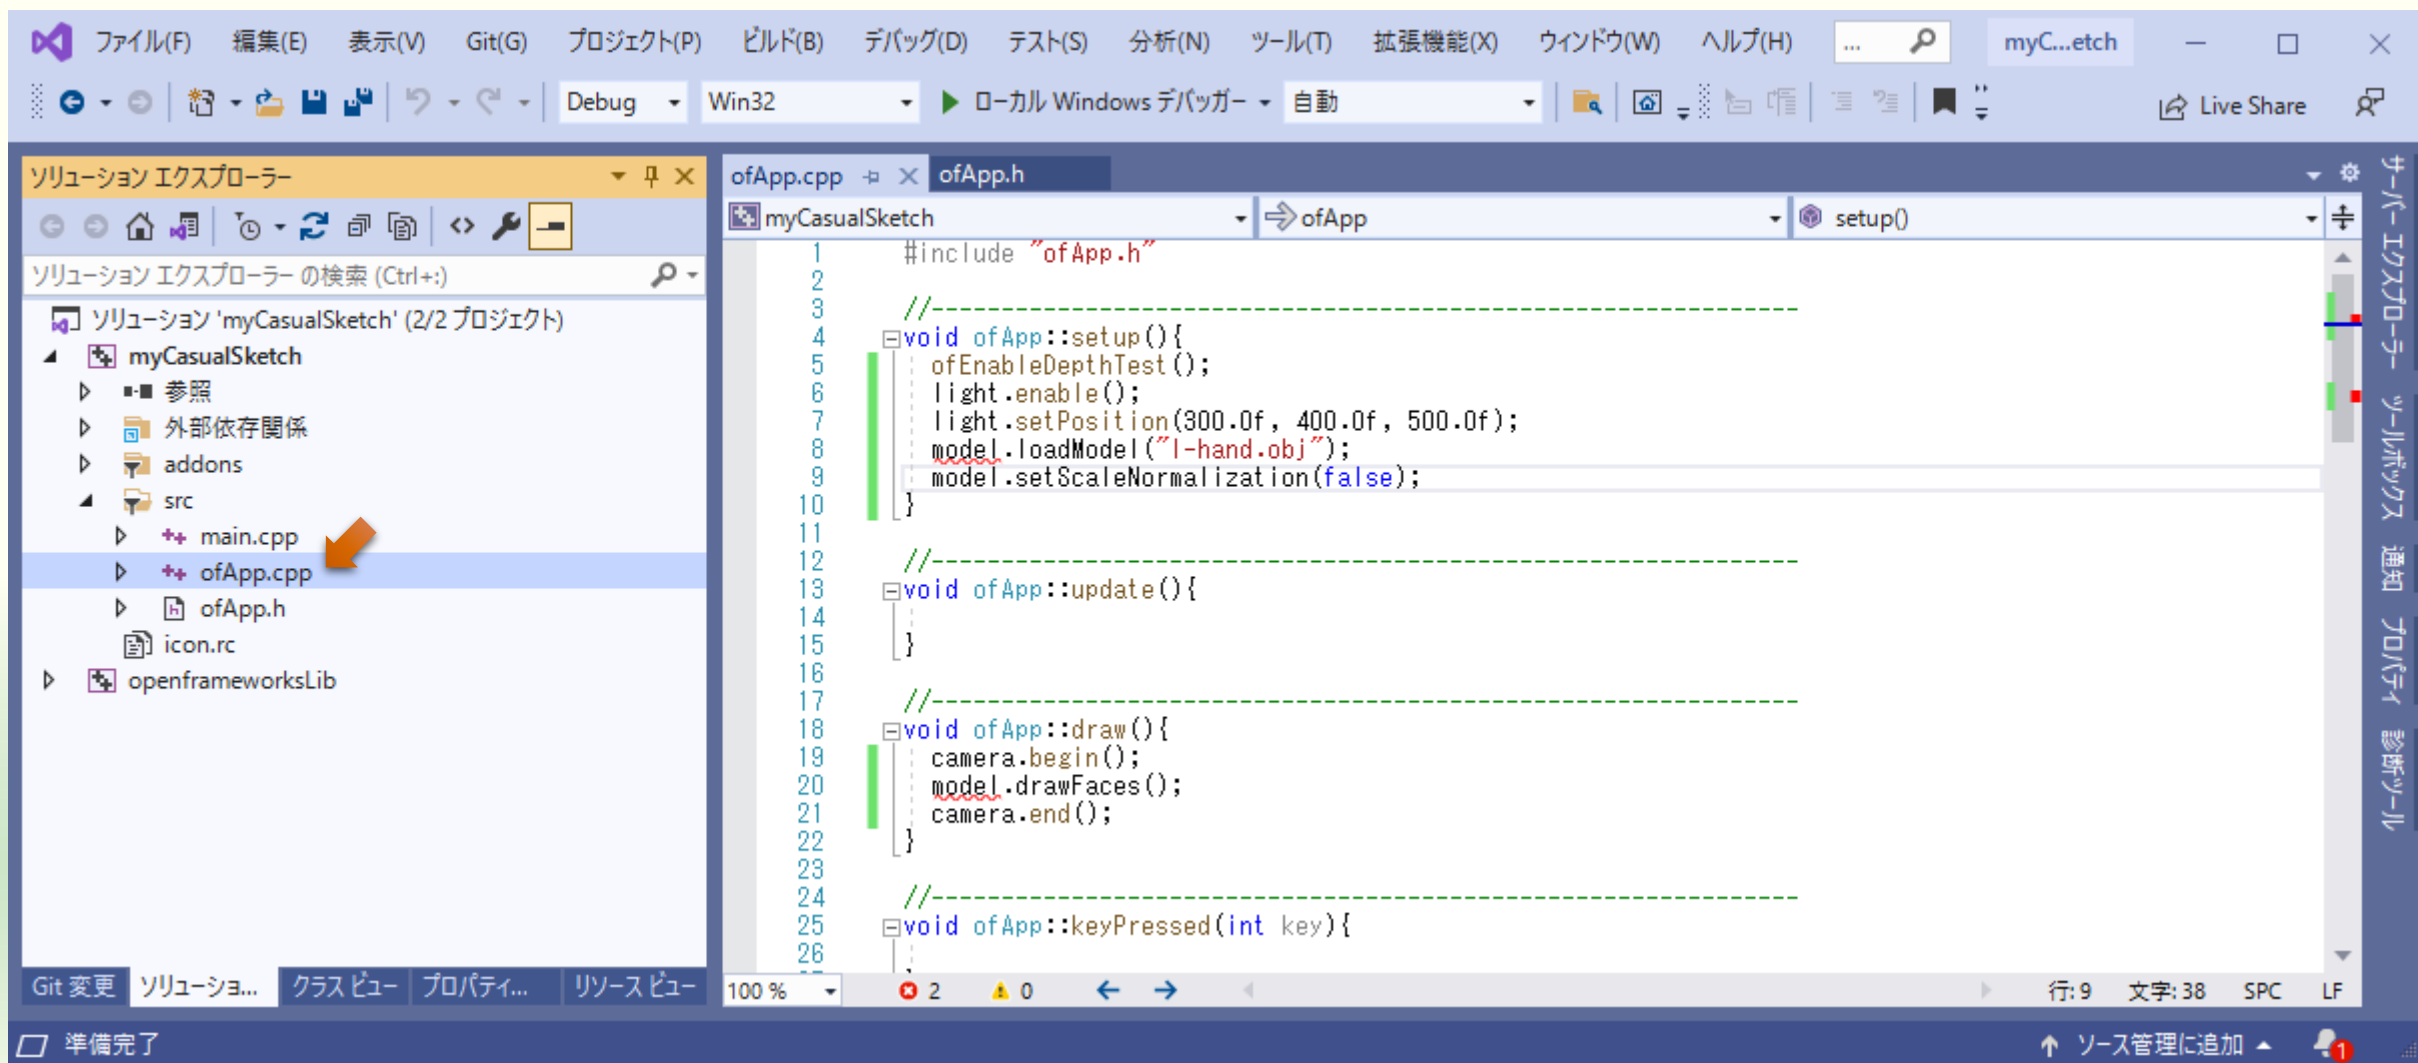 ファイル(F) 編集(E) 表示(V) Git(G) プロジェクト(P) ビルド(B) デバッグ(D) テスト(S) 分析(N) ツール(T) 拡張機能(X) ウィンドウ(W) ヘルプ(H) ... myC...etch
Debug Win32 ローカル Windows デバッガー 自動 Live Share
ソリューション エクスプローラー
ソリューション エクスプローラー の検索 (Ctrl+:)
ソリューション 'myCasualSketch' (2/2 プロジェクト)
myCasualSketch
参照
外部依存関係
addons
src
main.cpp
ofApp.cpp
ofApp.h
icon.rc
openframeworksLib
Git 変更 ソリューショ... クラス ビュー プロパティ... リソース ビュー
ofApp.cpp ofApp.h
myCasualSketch ofApp setup()
1 #include "ofApp.h"
2
3 //--------------------------------------------------------------
4 void ofApp::setup(){
5 ofEnableDepthTest();
6 light.enable();
7 light.setPosition(300.0f, 400.0f, 500.0f);
8 model.loadModel("l-hand.obj");
9 model.setScaleNormalization(false);
10 }
11
12 //--------------------------------------------------------------
13 void ofApp::update(){
14
15 }
16
17 //--------------------------------------------------------------
18 void ofApp::draw(){
19 camera.begin();
20 model.drawFaces();
21 camera.end();
22 }
23
24 //--------------------------------------------------------------
25 void ofApp::keyPressed(int key){
26
100 % 2 0 行: 9 文字: 38 SPC LF
サーバー エクスプローラー
ツールボックス
通知
プロパティ
診断ツール
準備完了 ソース管理に追加 1